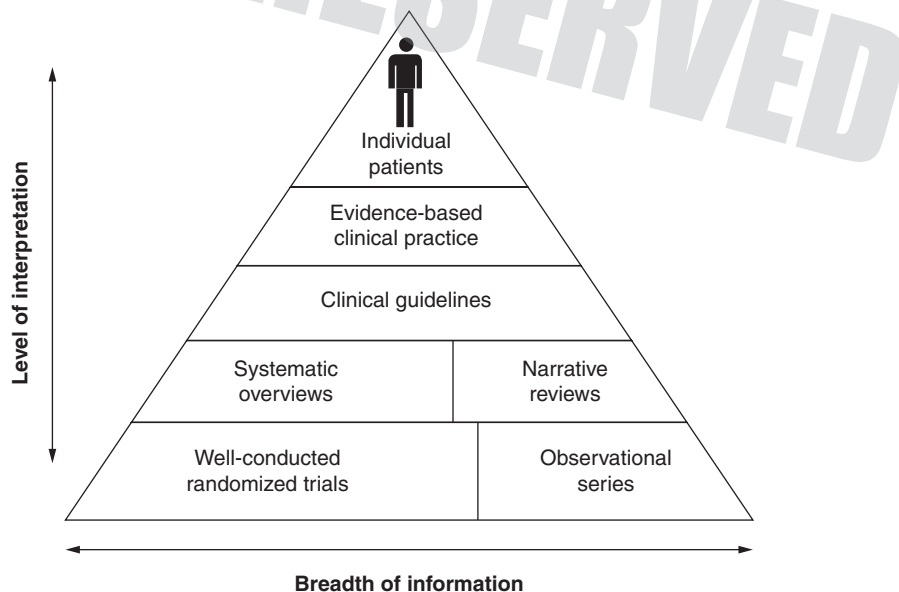 ESERVED
Individual
patients
Evidence-based
clinical practice
Clinical guidelines
Systematic
overviews
Narrative
reviews
Well-conducted
randomized trials
Observational
series
Level of interpretation
Breadth of information